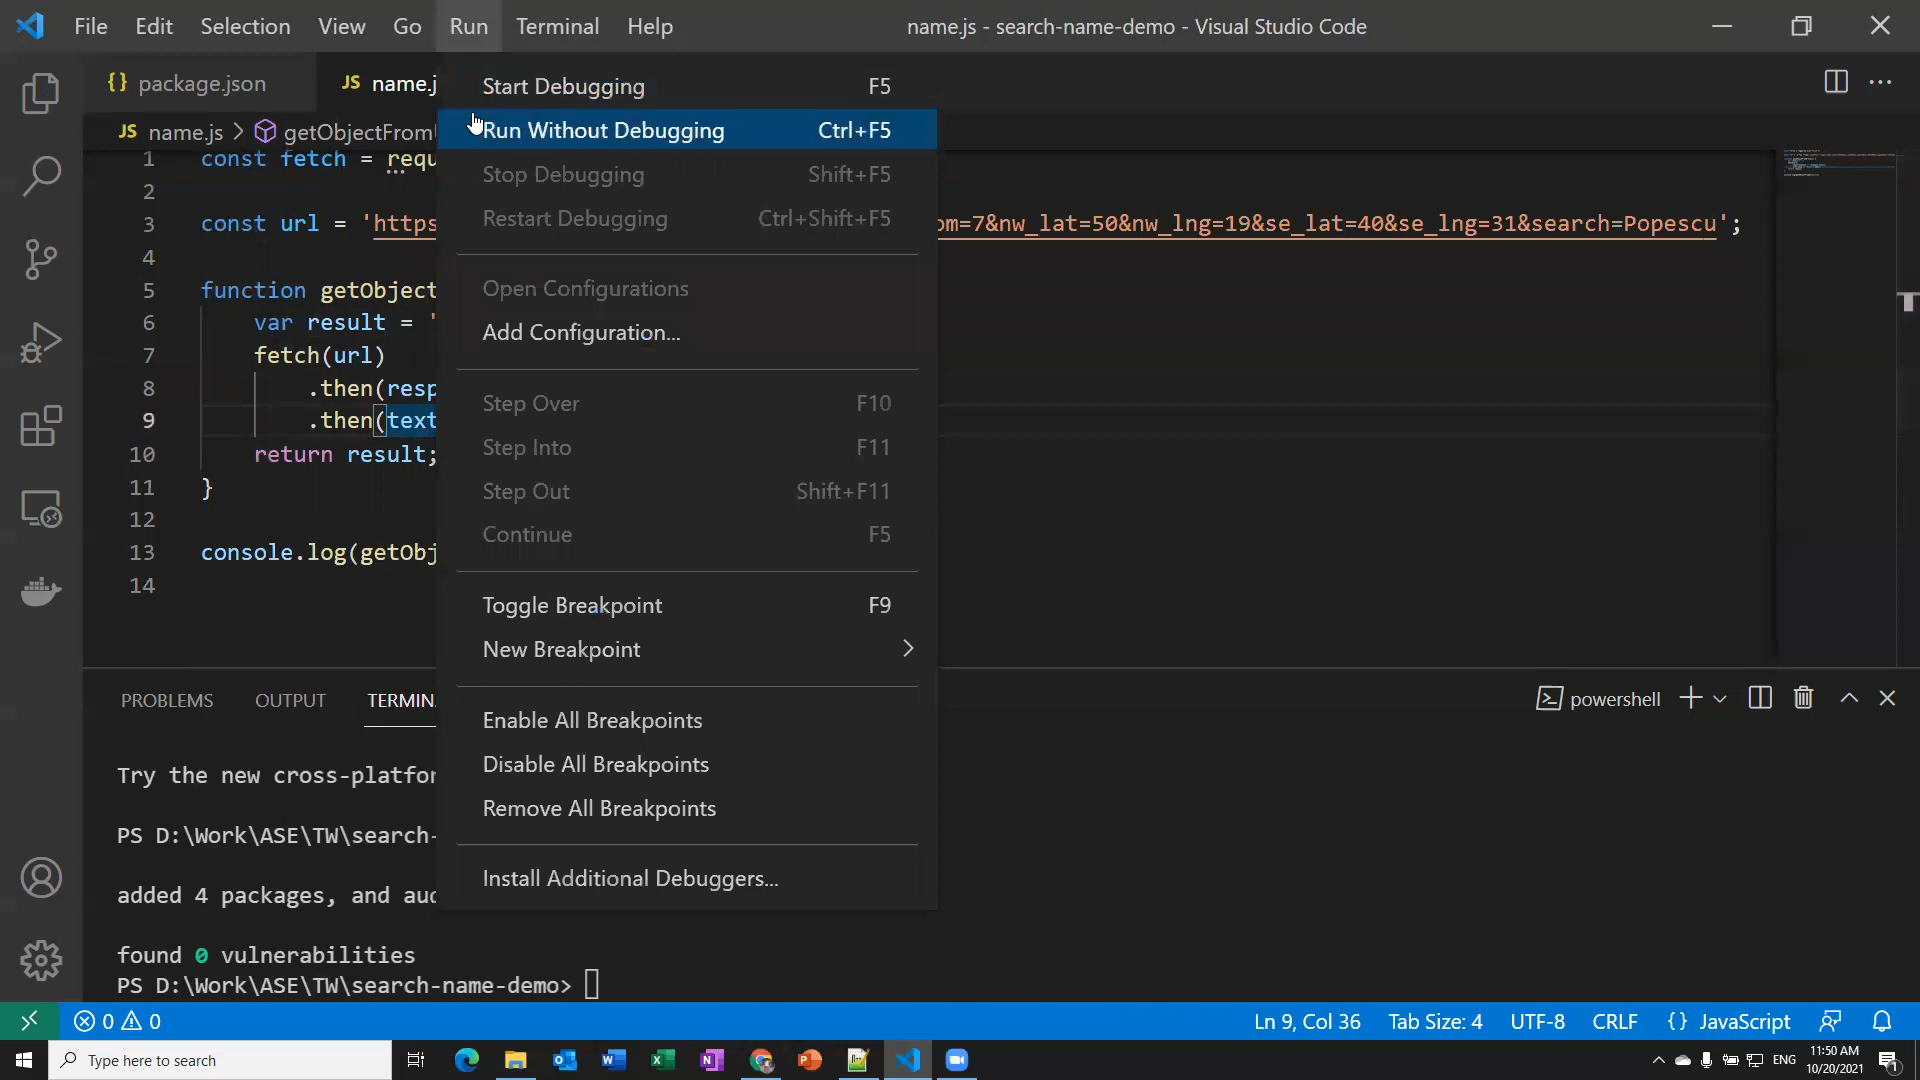 File Edit Selection View Go Run Terminal Help
name.js - search-name-demo - Visual Studio Code
{} package.json
JS name.j
JS name.js > getObjectFrom
Start Debugging F5
Run Without Debugging Ctrl+F5
Stop Debugging Shift+F5
Restart Debugging Ctrl+Shift+F5
Open Configurations
Add Configuration...
Step Over F10
Step Into F11
Step Out Shift+F11
Continue F5
Toggle Breakpoint F9
New Breakpoint
Enable All Breakpoints
Disable All Breakpoints
Remove All Breakpoints
Install Additional Debuggers...
1 const fetch = requ
2
3 const url = 'https om=7&nw_lat=50&nw_lng=19&se_lat=40&se_lng=31&search=Popescu';
4
5 function getObject
6 var result = '
7 fetch(url)
8 .then(resp
9 .then(text
10 return result;
11 }
12
13 console.log(getObj
14
PROBLEMS OUTPUT TERMIN
powershell
Try the new cross-platfor
PS D:\Work\ASE\TW\search-
added 4 packages, and au
found 0 vulnerabilities
PS D:\Work\ASE\TW\search-name-demo>
0 0
Ln 9, Col 36 Tab Size: 4 UTF-8 CRLF {} JavaScript
Type here to search
ENG
11:50 AM
10/20/2021
1